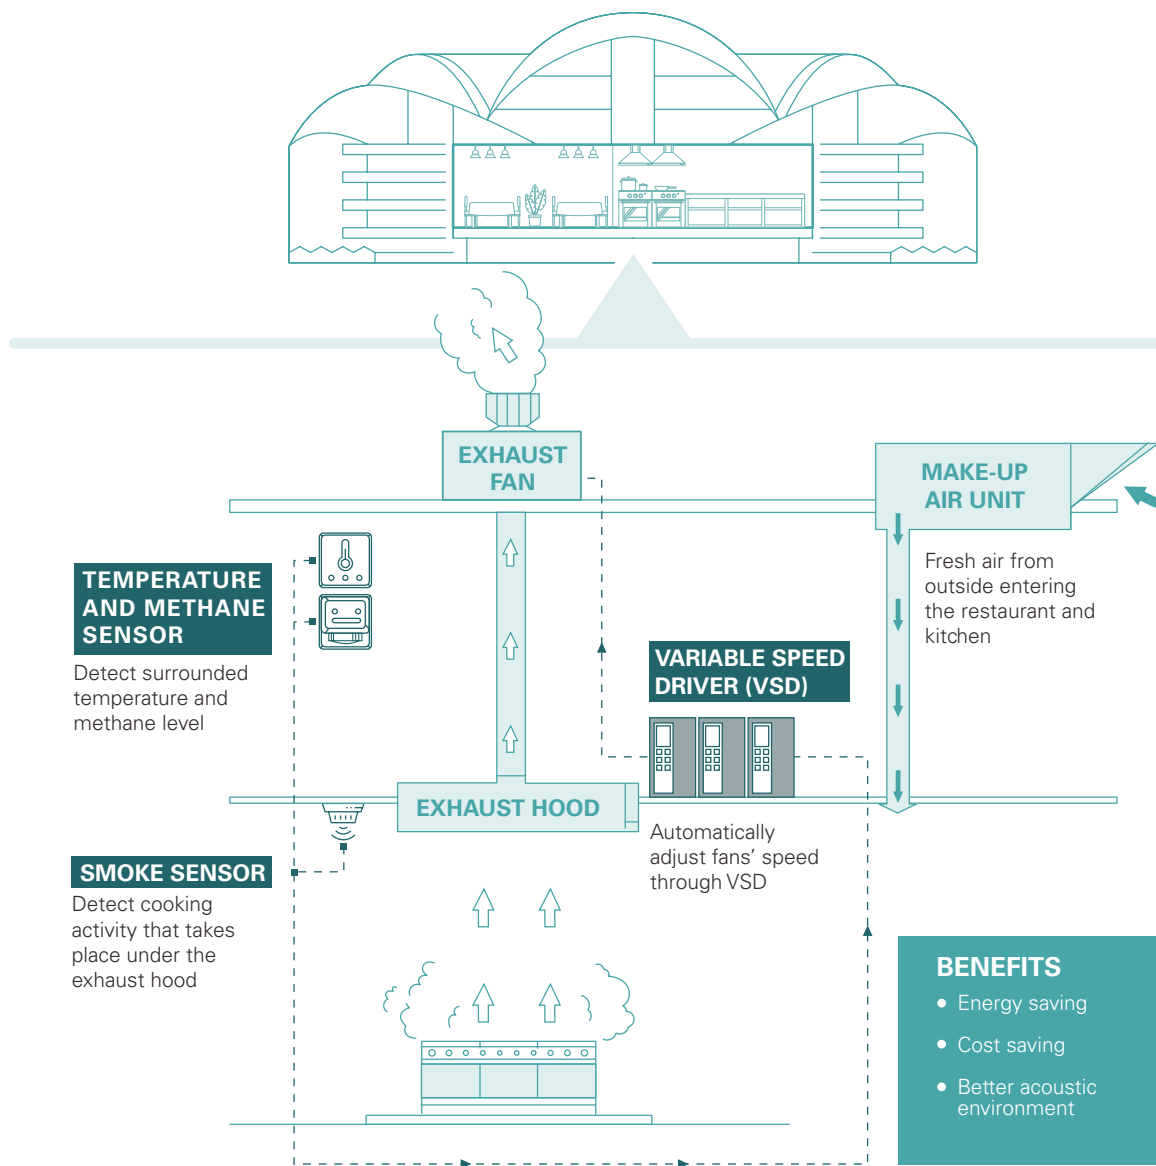 EXHAUST
FAN
MAKE-UP
AIR UNIT
TEMPERATURE
AND METHANE
SENSOR
Detect surrounded
temperature and
methane level
Fresh air from
outside entering
the restaurant and
kitchen
VARIABLE SPEED
DRIVER (VSD)
EXHAUST HOOD
Automatically
adjust fans’ speed
through VSD
SMOKE SENSOR
Detect cooking
activity that takes
place under the
exhaust hood
BENEFITS
• Energy saving
• Cost saving
• Better acoustic
environment